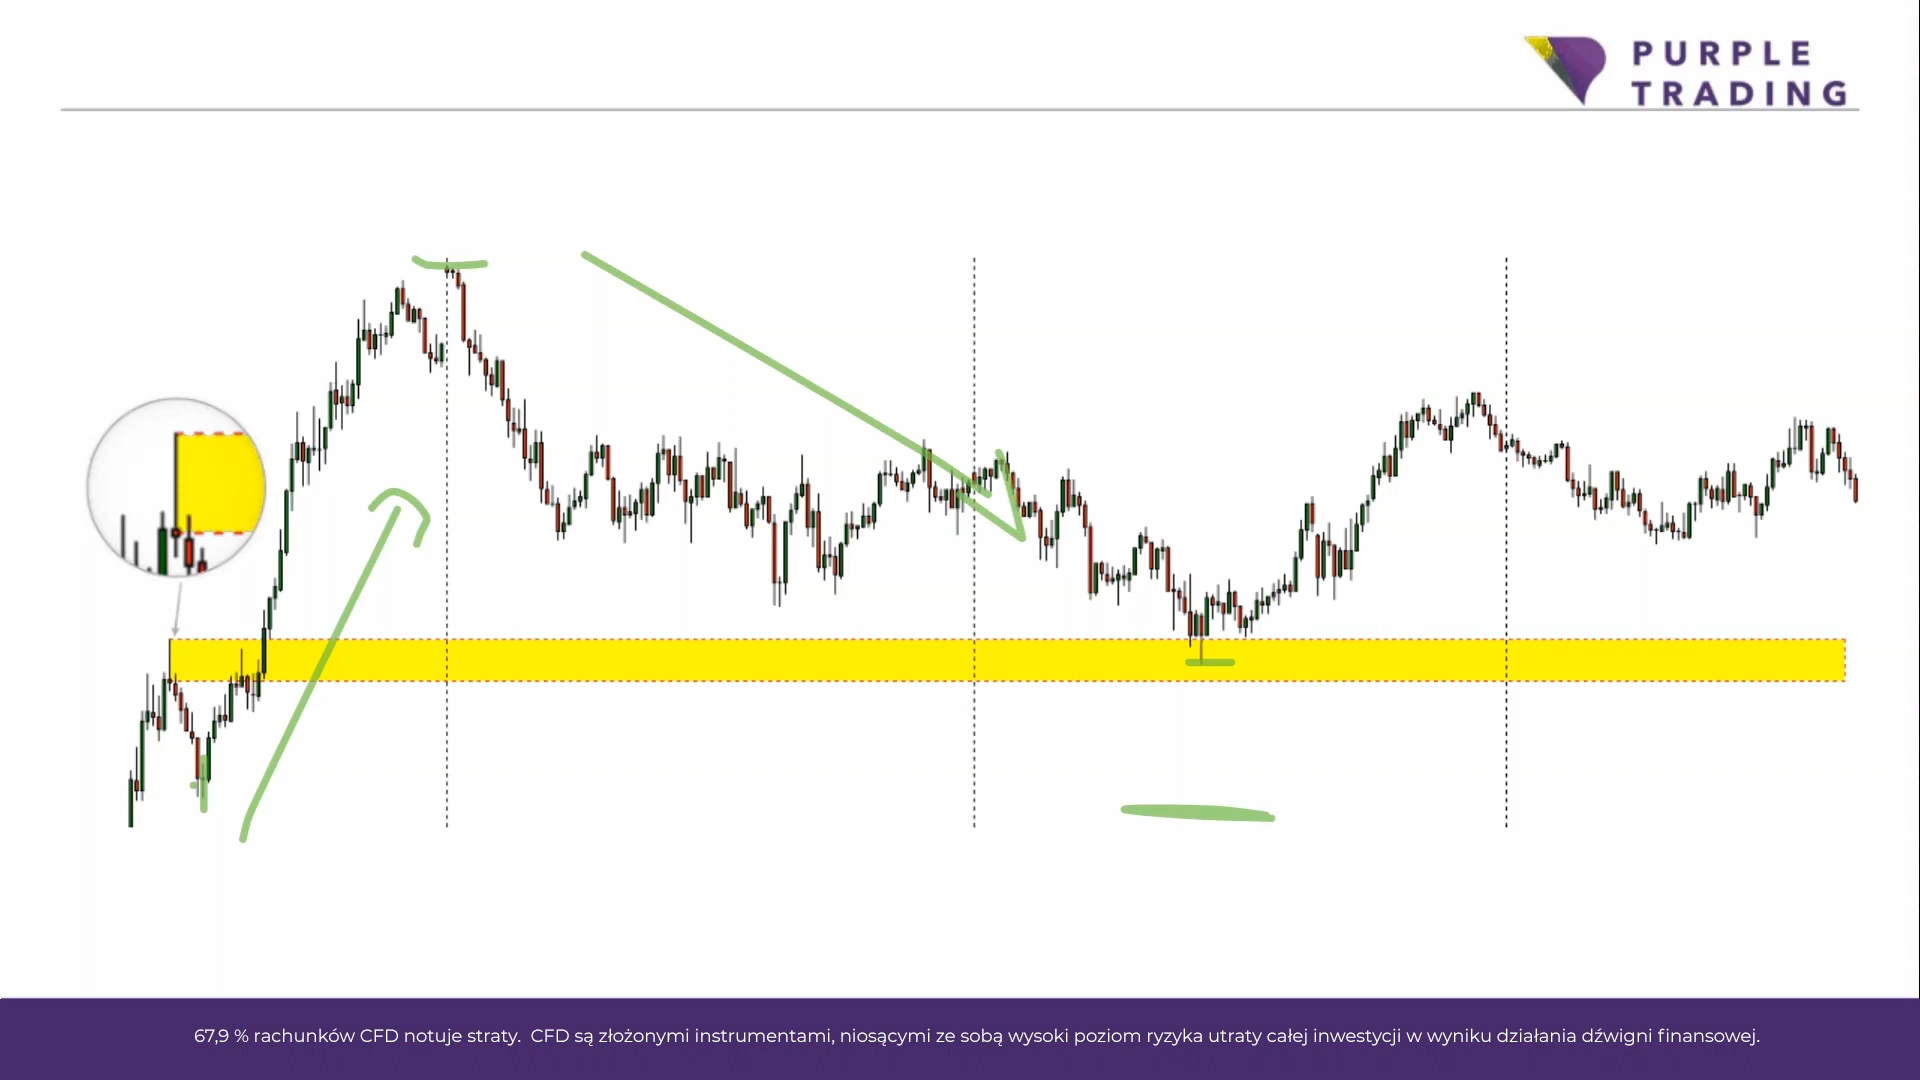 PURPLE
TRADING
67,9 % rachunków CFD notuje straty. CFD są złożonymi instrumentami, niosącymi ze sobą wysoki poziom ryzyka utraty całej inwestycji w wyniku działania dźwigni finansowej.